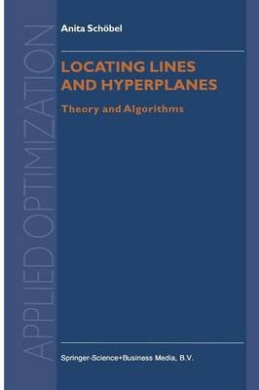 Anita Schöbel
LOCATING LINES
AND HYPERPLANES
Theory and Algorithms
APPLIED OPTIMIZATION
Springer-Science+Business Media, B.V.